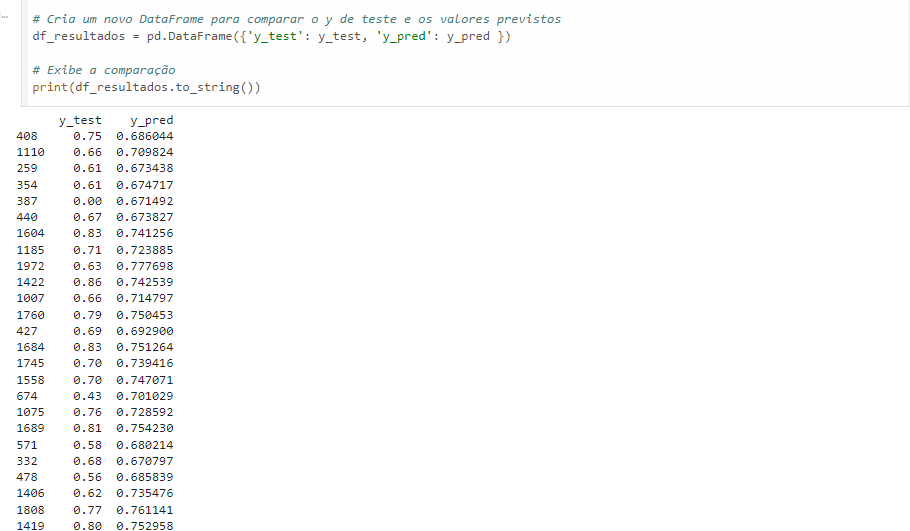 # Cria um novo DataFrame para comparar o y de teste e os valores previstos
df_resultados = pd.DataFrame({'y_test': y_test, 'y_pred': y_pred })
# Exibe a comparação
print(df_resultados.to_string())
y_test y_pred
408 0.75 0.686044
1110 0.66 0.709824
259 0.61 0.673438
354 0.61 0.674717
387 0.00 0.671492
440 0.67 0.673827
1604 0.83 0.741256
1185 0.71 0.723885
1972 0.63 0.777698
1422 0.86 0.742539
1007 0.66 0.714797
1760 0.79 0.750453
427 0.69 0.692900
1684 0.83 0.751264
1745 0.70 0.739416
1558 0.70 0.747071
674 0.43 0.701029
1075 0.76 0.728592
1689 0.81 0.754230
571 0.58 0.680214
332 0.68 0.670797
478 0.56 0.685839
1406 0.62 0.735476
1808 0.77 0.761141
1419 0.80 0.752958